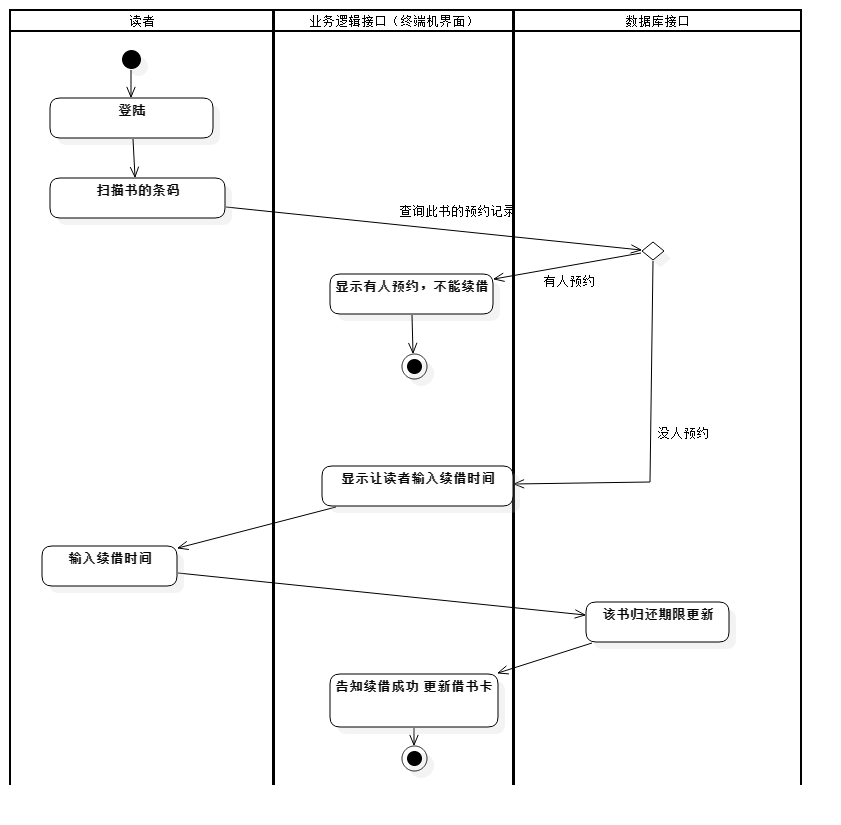 读者
业务逻辑接口（终端机界面）
数据库接口
登陆
扫描书的条码
查询此书的预约记录
显示有人预约，不能续借
有人预约
没人预约
显示让读者输入续借时间
输入续借时间
该书归还期限更新
告知续借成功 更新借书卡